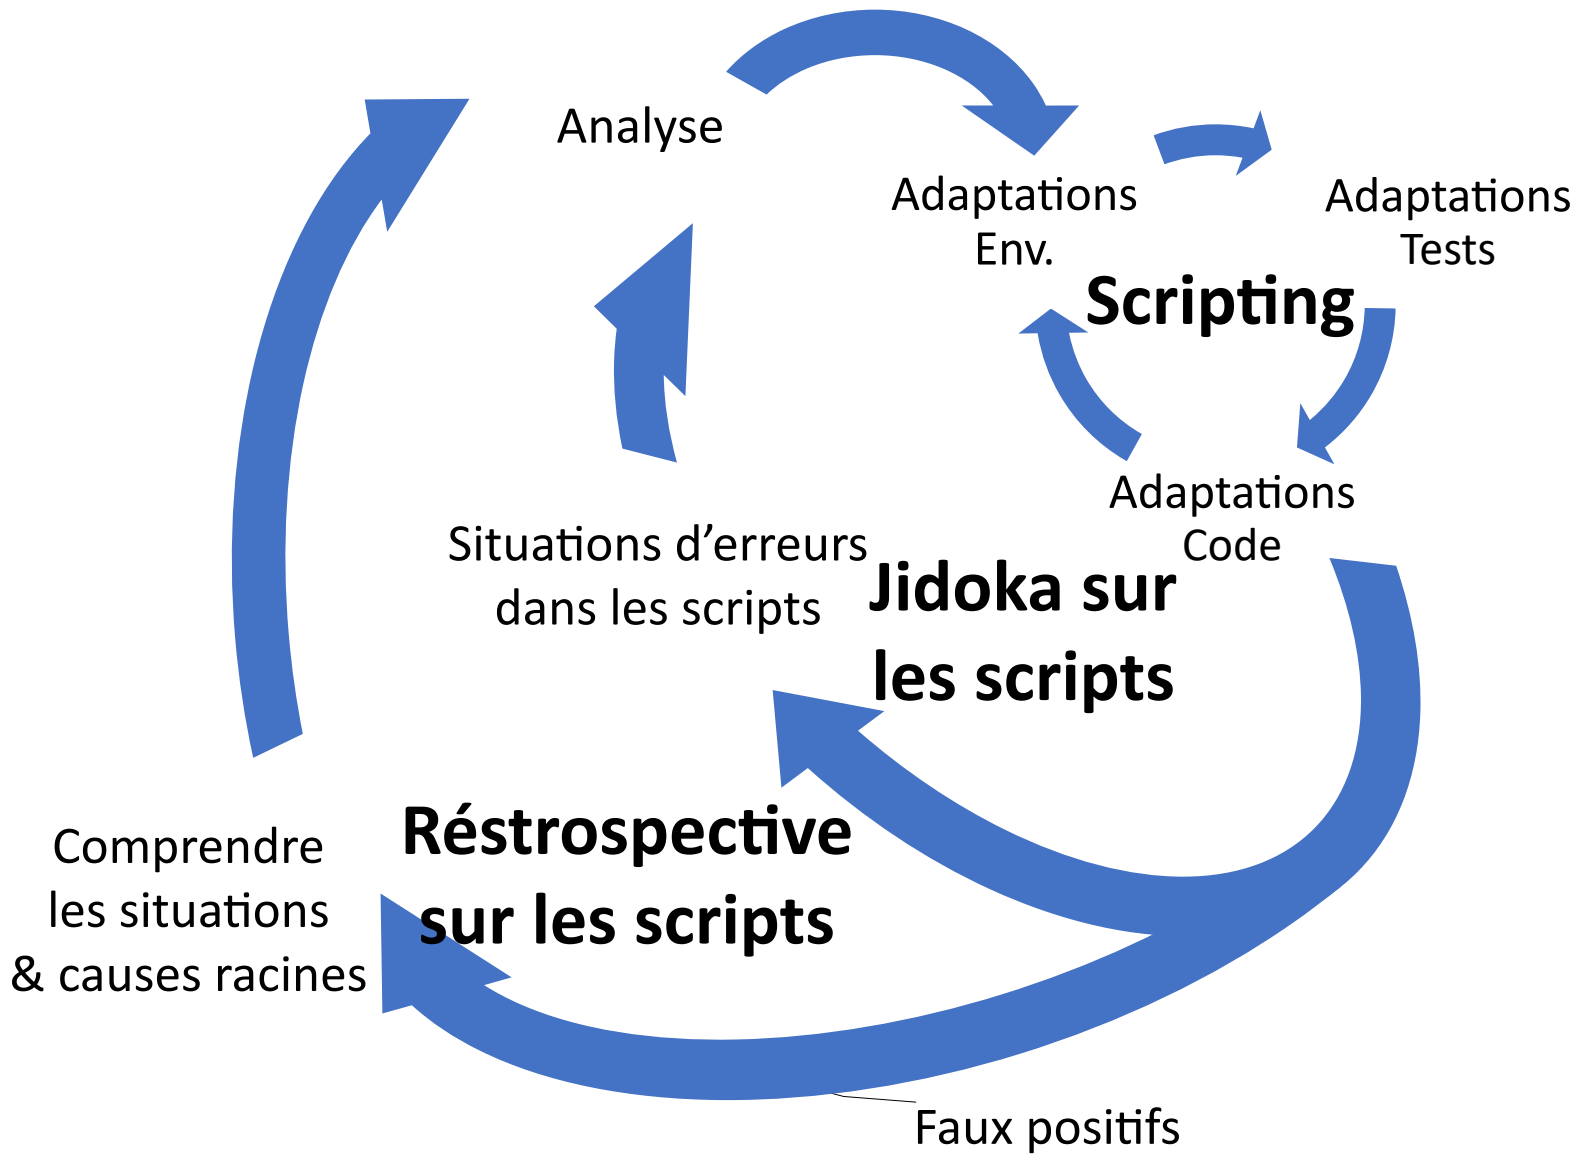 Analyse
Adaptations
Env.
Adaptations
Tests
Scripting
Adaptations
Code
Situations d’erreurs
dans les scripts
Jidoka sur
les scripts
Réstrospective
sur les scripts
Comprendre
les situations
& causes racines
Faux positifs